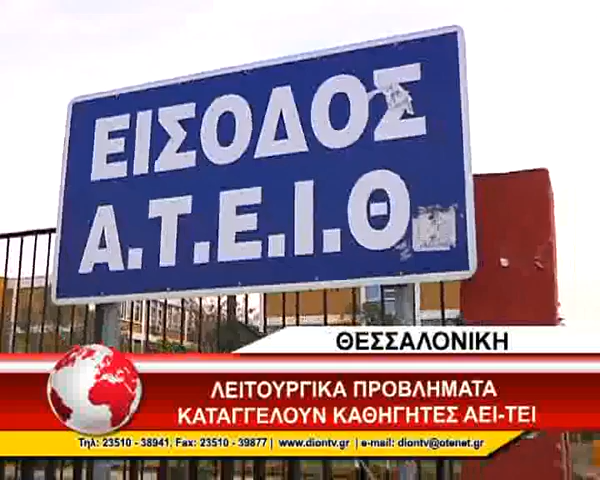 ΕΙΣΟΔΟΣ
Α.Τ.Ε.Ι.Θ.
ΘΕΣΣΑΛΟΝΙΚΗ
ΛΕΙΤΟΥΡΓΙΚΑ ΠΡΟΒΛΗΜΑΤΑ
ΚΑΤΑΓΓΕΛΟΥΝ ΚΑΘΗΓΗΤΕΣ ΑΕΙ-ΤΕΙ
Τηλ: 23510 - 38941, Fax: 23510 - 39877 | www.diontv.gr | e-mail: diontv@otenet.gr